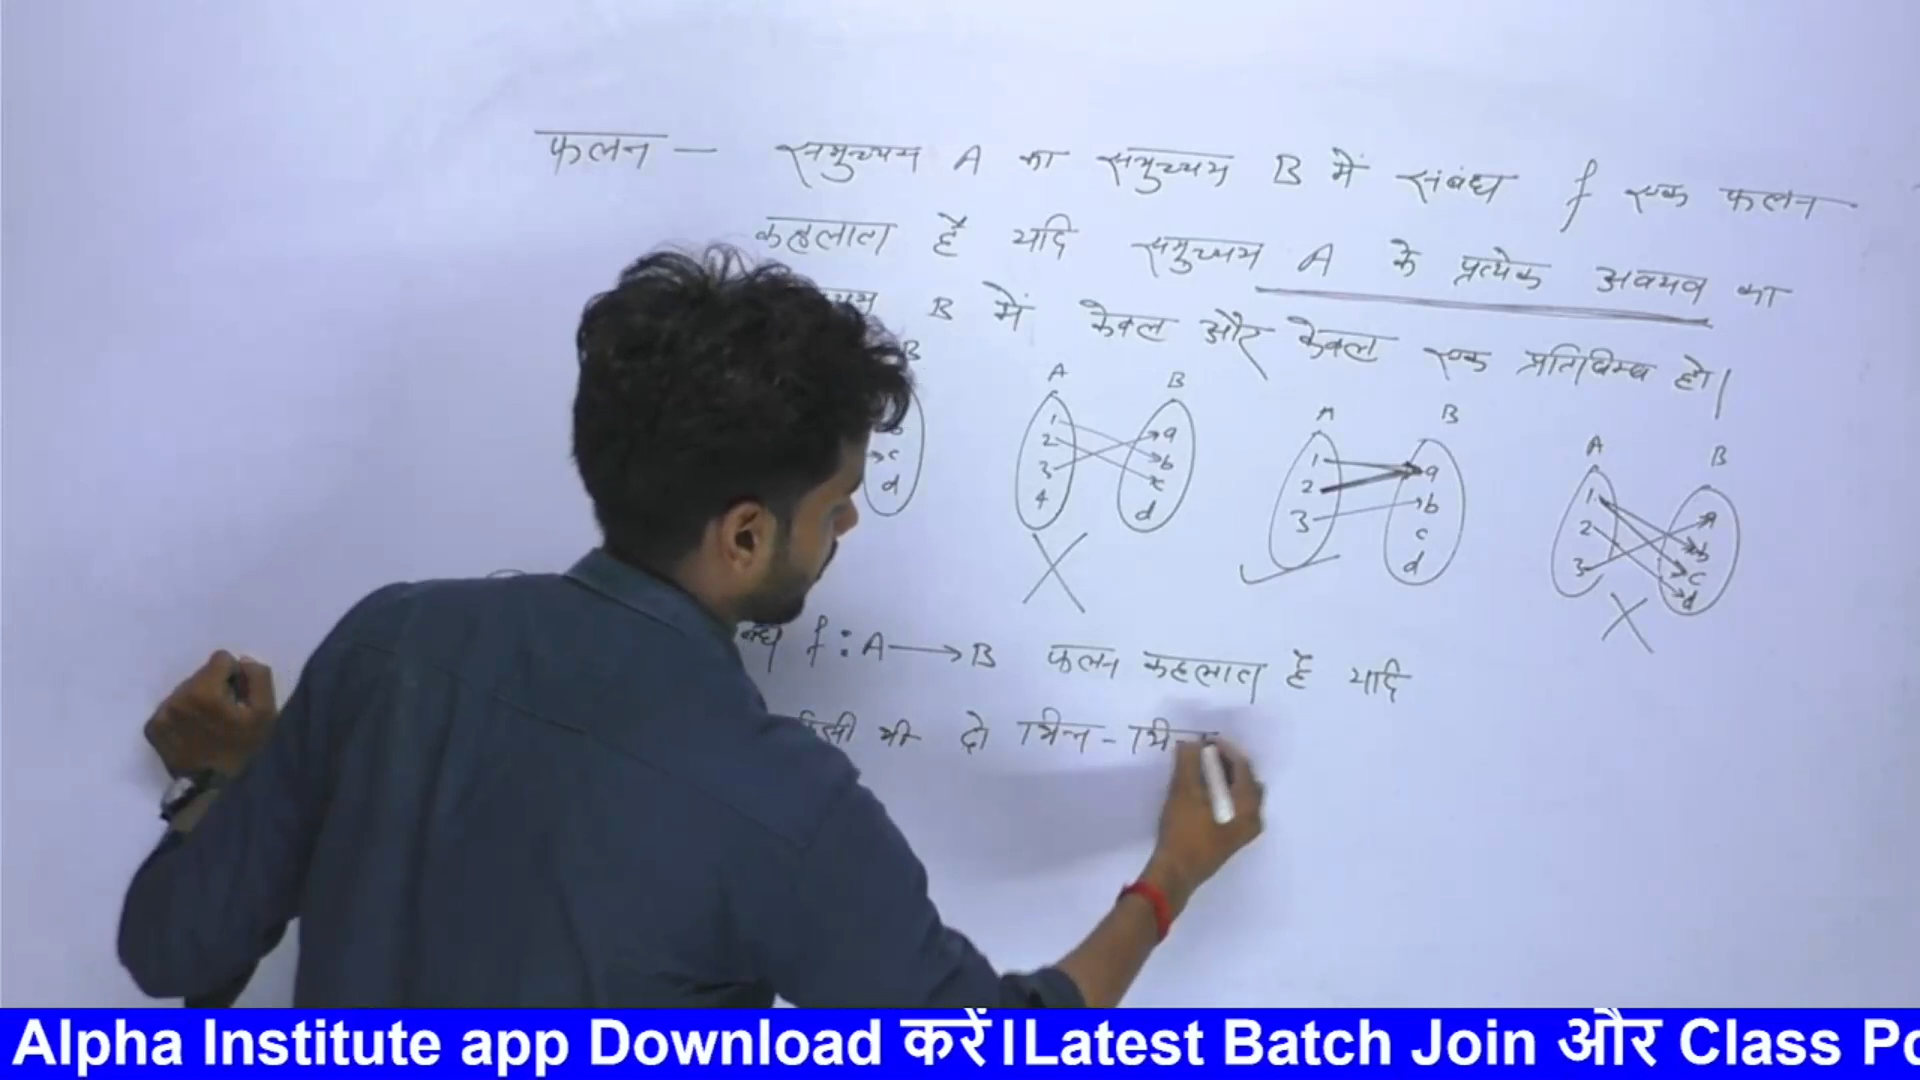 फलन — समुच्चय A का समुच्चय B में संबंध f एक फलन
कहलाता है यदि समुच्चय A के प्रत्येक अवयव का
B में केवल और केवल एक प्रतिबिम्ब हो।
B
c
d
A B
1 a
2 b
3 c
4 d
A B
1 a
2 b
3 c
d
A B
1 a
2 b
3 c
d
f : A → B फलन कहलाता है यदि
भी दो भिन्न -
Alpha Institute app Download करें।Latest Batch Join और Class